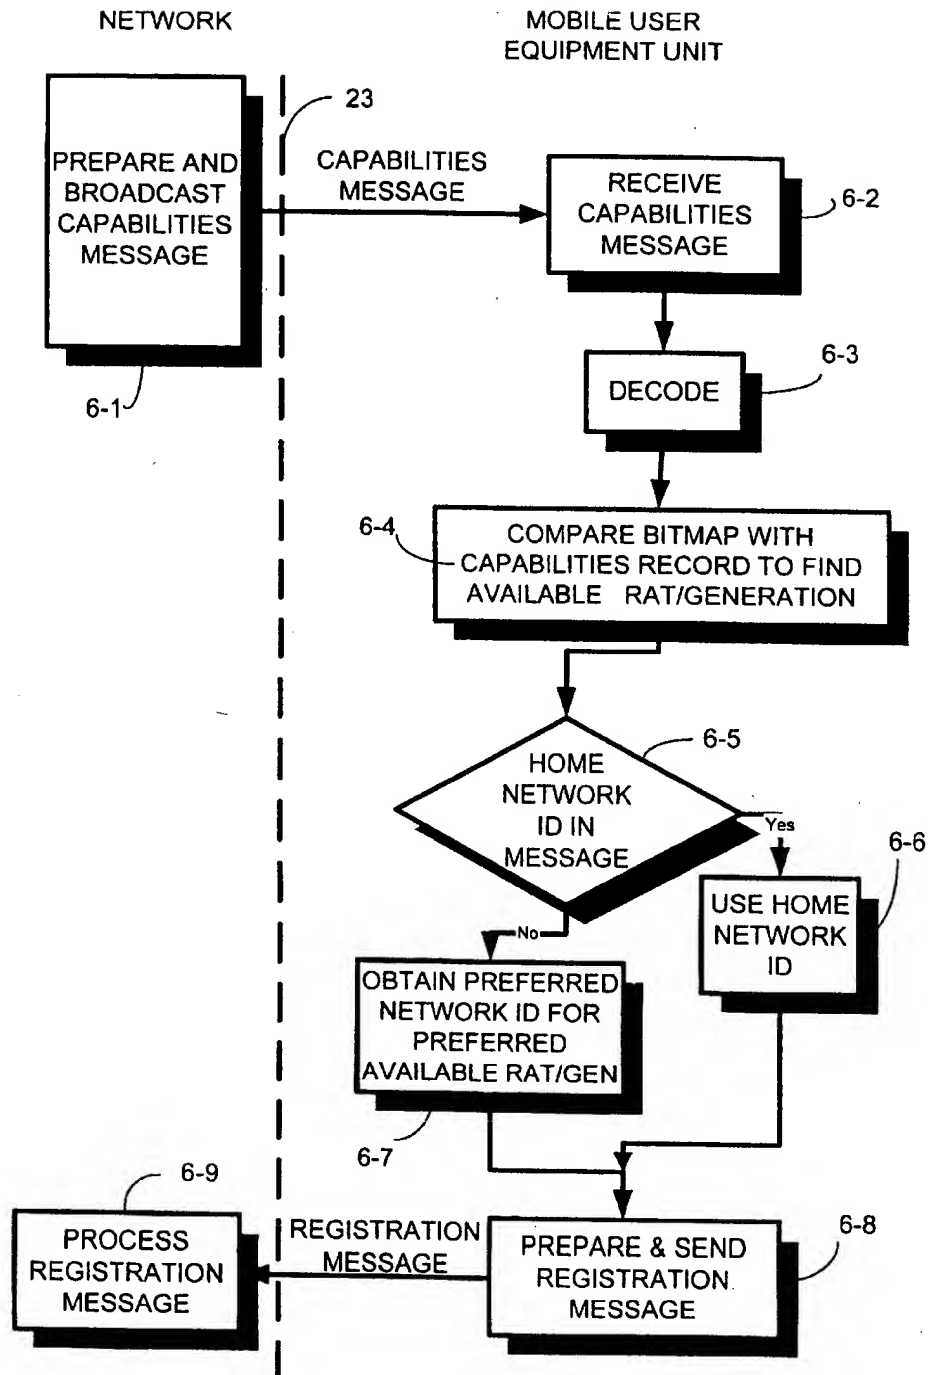 NETWORK
MOBILE USER
EQUIPMENT UNIT
23
PREPARE AND
BROADCAST
CAPABILITIES
MESSAGE
6-1
CAPABILITIES
MESSAGE
RECEIVE
CAPABILITIES
MESSAGE
6-2
DECODE
6-3
6-4
COMPARE BITMAP WITH
CAPABILITIES RECORD TO FIND
AVAILABLE RAT/GENERATION
HOME
NETWORK
ID IN
MESSAGE
6-5
Yes
No
6-6
USE HOME
NETWORK
ID
OBTAIN PREFERRED
NETWORK ID FOR
PREFERRED
AVAILABLE RAT/GEN
6-7
6-9
PROCESS
REGISTRATION
MESSAGE
REGISTRATION
MESSAGE
PREPARE & SEND
REGISTRATION
MESSAGE
6-8